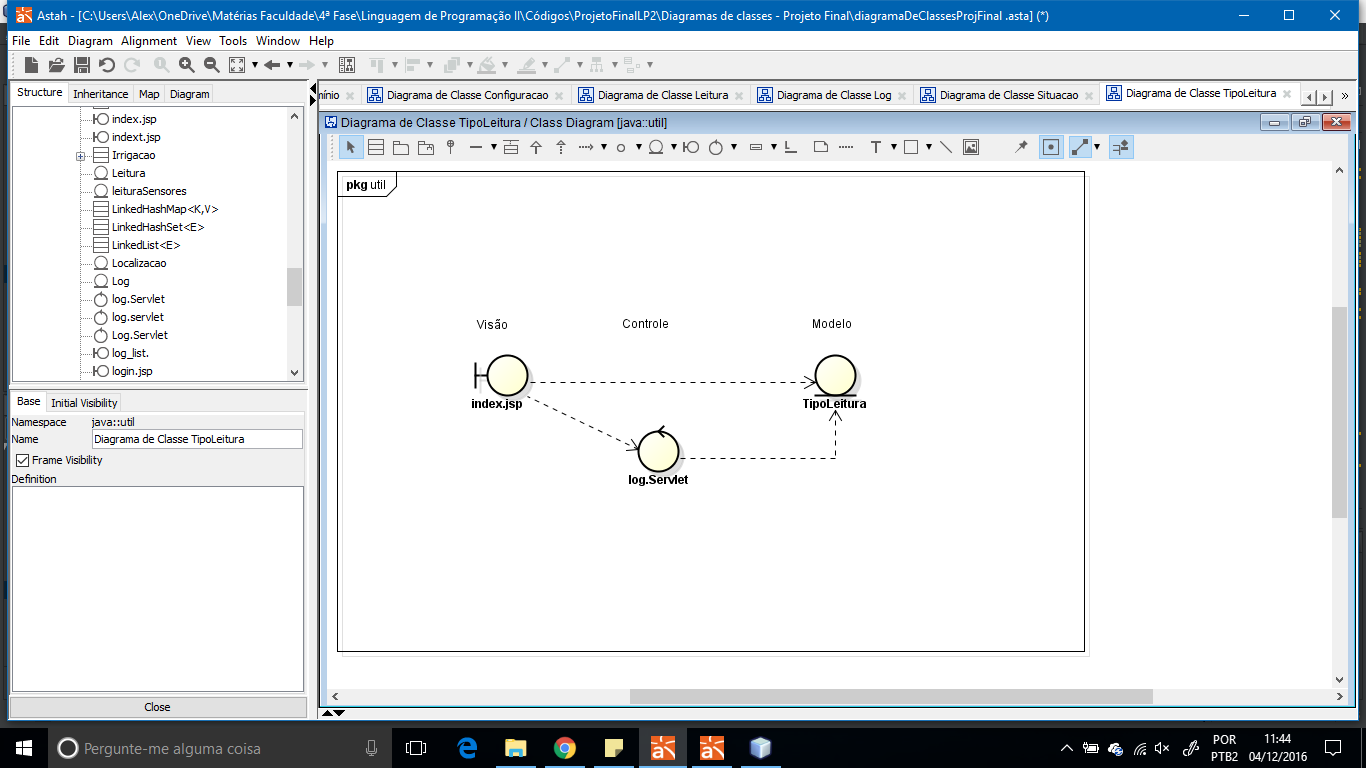 Astah - [C:\Users\Alex\OneDrive\Matérias Faculdade\4ª Fase\Linguagem de Programação II\Códigos\ProjetoFinalLP2\Diagramas de classes - Projeto Final\diagramaDeClassesProjFinal .asta] (*)
File Edit Diagram Alignment View Tools Window Help
Structure Inheritance Map Diagram
index.jsp
indext.jsp
Irrigacao
Leitura
leituraSensores
LinkedHashMap<K,V>
LinkedHashSet<E>
LinkedList<E>
Localizacao
Log
log.Servlet
log.servlet
Log.Servlet
log_list.
login.jsp
Base Initial Visibility
Namespace java::util
Name Diagrama de Classe TipoLeitura
Frame Visibility
Definition
Close
mínio Diagrama de Classe Configuracao Diagrama de Classe Leitura Diagrama de Classe Log Diagrama de Classe Situacao Diagrama de Classe TipoLeitura
Diagrama de Classe TipoLeitura / Class Diagram [java::util]
pkg util
Visão Controle Modelo
index.jsp TipoLeitura
log.Servlet
Pergunte-me alguma coisa
POR 11:44
PTB2 04/12/2016